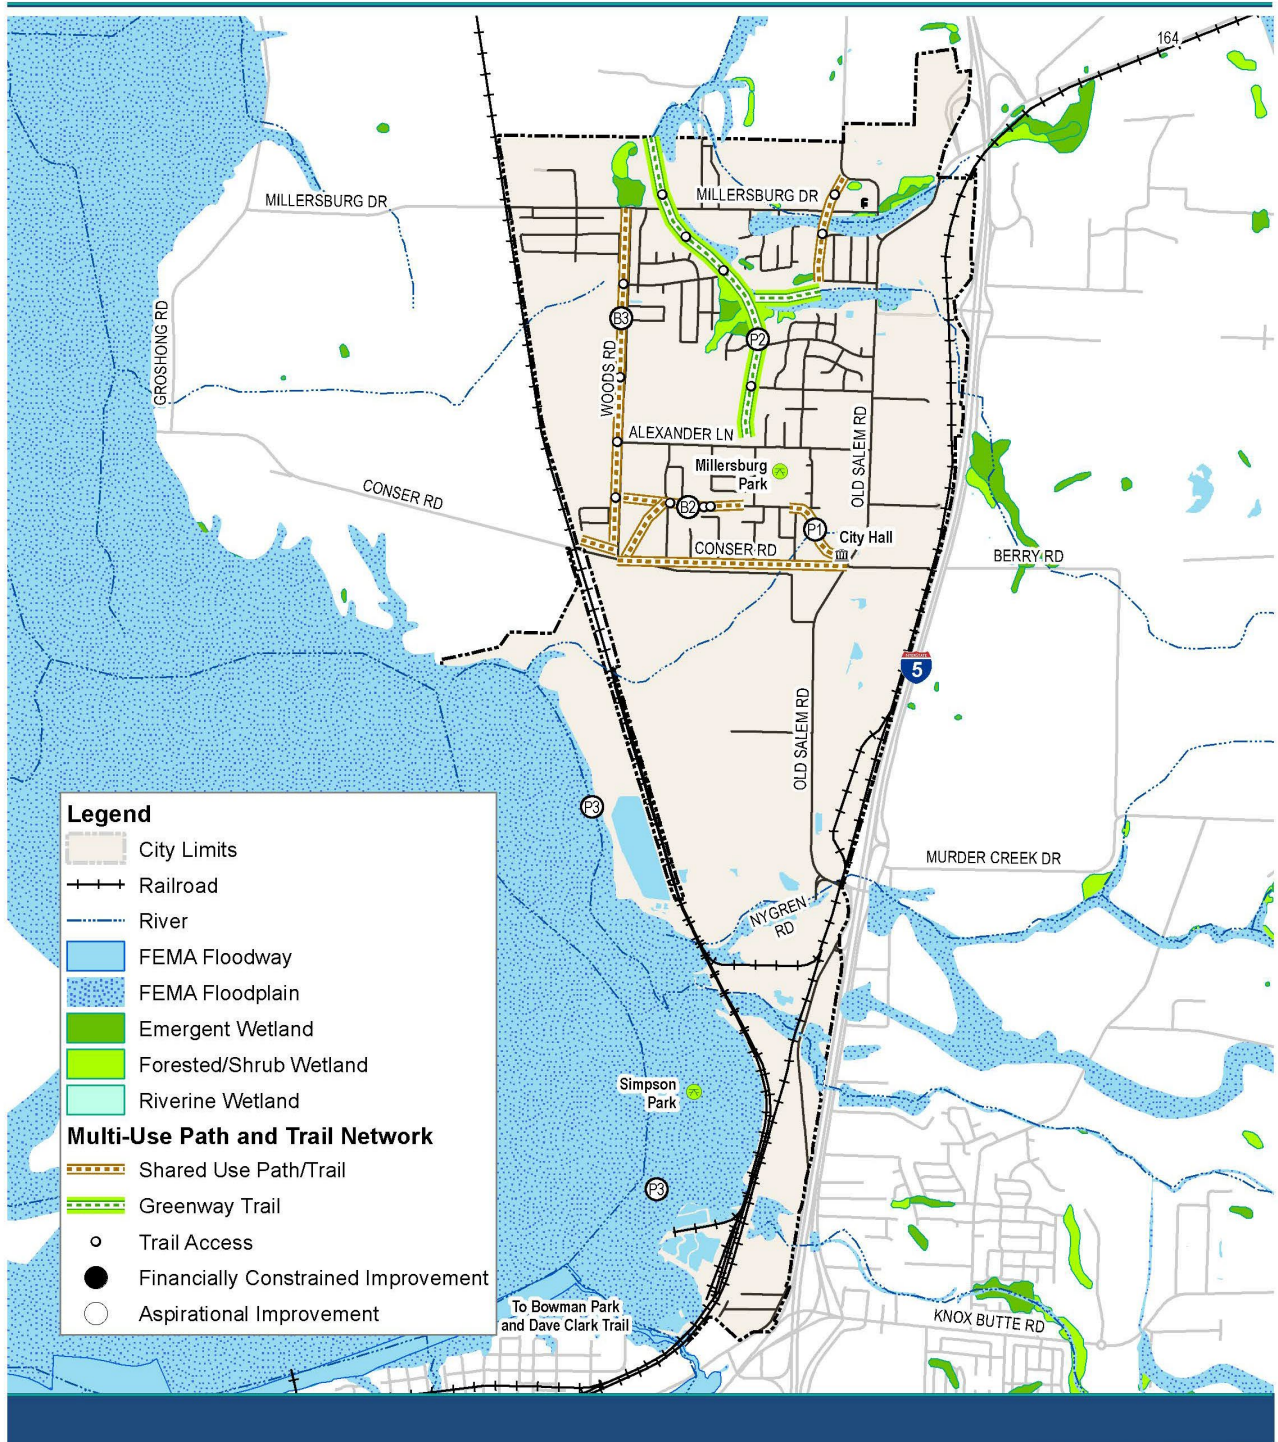 164
MILLERSBURG DR
MILLERSBURG DR
GROSHONG RD
B3
P2
WOODS RD
ALEXANDER LN
OLD SALEM RD
Millersburg
Park
CONSER RD
B2
P1
City Hall
CONSER RD
BERRY RD
5
OLD SALEM RD
P3
MURDER CREEK DR
NYGREN
RD
Simpson
Park
P3
To Bowman Park
and Dave Clark Trail
KNOX BUTTE RD
Legend
City Limits
Railroad
River
FEMA Floodway
FEMA Floodplain
Emergent Wetland
Forested/Shrub Wetland
Riverine Wetland
Multi-Use Path and Trail Network
Shared Use Path/Trail
Greenway Trail
Trail Access
Financially Constrained Improvement
Aspirational Improvement